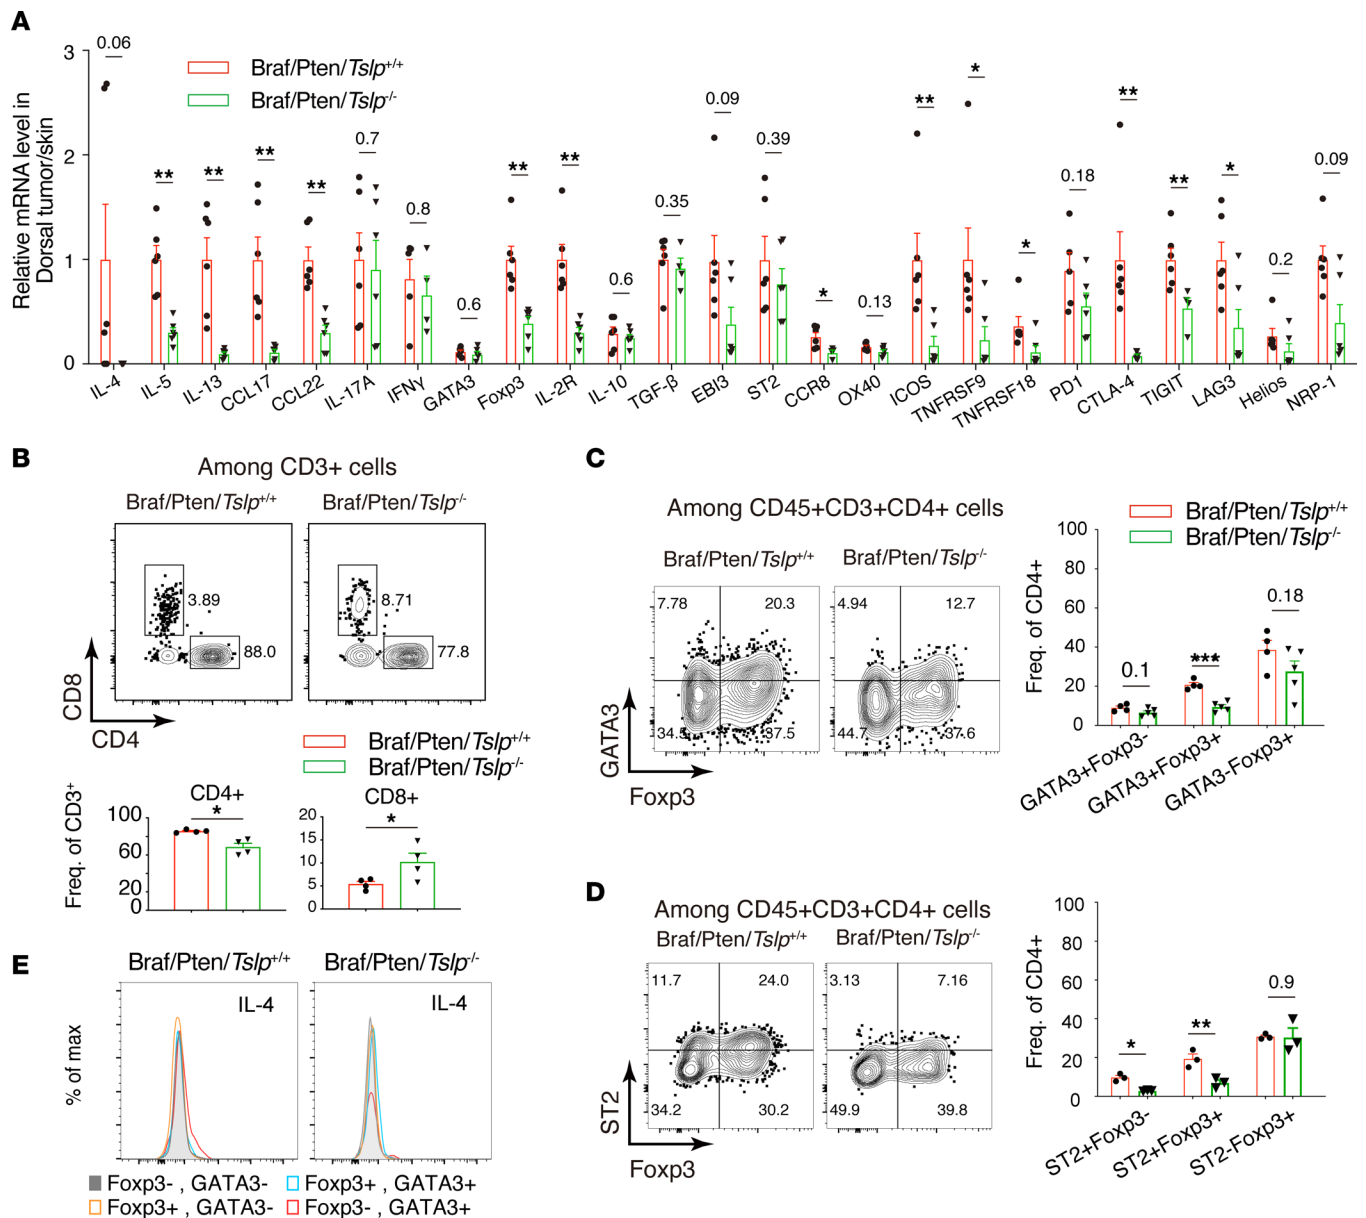 A
Relative mRNA level in
Dorsal tumor/skin
3
2
1
0
Braf/Pten/Tslp+/+
Braf/Pten/Tslp-/-
0.06
**
**
**
**
0.7
0.8
0.6
**
**
0.6
0.35
0.09
0.39
*
0.13
**
*
*
0.18
**
**
*
0.2
0.09
IL-4
IL-5
IL-13
CCL17
CCL22
IL-17A
IFNγ
GATA3
Foxp3
IL-2R
IL-10
TGF-β
EBI3
ST2
CCR8
OX40
ICOS
TNFRSF9
TNFRSF18
PD1
CTLA-4
TIGIT
LAG3
Helios
NRP-1
B
Among CD3+ cells
Braf/Pten/Tslp+/+
Braf/Pten/Tslp-/-
3.89
88.0
8.71
77.8
CD8
CD4
Braf/Pten/Tslp+/+
Braf/Pten/Tslp-/-
Freq. of CD3+
CD4+
*
100
60
20
0
CD8+
*
20
15
10
5
0
C
Among CD45+CD3+CD4+ cells
Braf/Pten/Tslp+/+
Braf/Pten/Tslp-/-
7.78
20.3
34.5
37.5
4.94
12.7
44.7
37.6
GATA3
Foxp3
Freq. of CD4+
100
80
60
40
20
0
Braf/Pten/Tslp+/+
Braf/Pten/Tslp-/-
0.1
***
0.18
GATA3+Foxp3-
GATA3+Foxp3+
GATA3-Foxp3+
D
Among CD45+CD3+CD4+ cells
Braf/Pten/Tslp+/+
Braf/Pten/Tslp-/-
11.7
24.0
34.2
30.2
3.13
7.16
49.9
39.8
ST2
Foxp3
Freq. of CD4+
100
80
60
40
20
0
*
**
0.9
ST2+Foxp3-
ST2+Foxp3+
ST2-Foxp3+
E
Braf/Pten/Tslp+/+
Braf/Pten/Tslp-/-
IL-4
IL-4
% of max
Foxp3- , GATA3-
Foxp3+ , GATA3+
Foxp3+ , GATA3-
Foxp3- , GATA3+